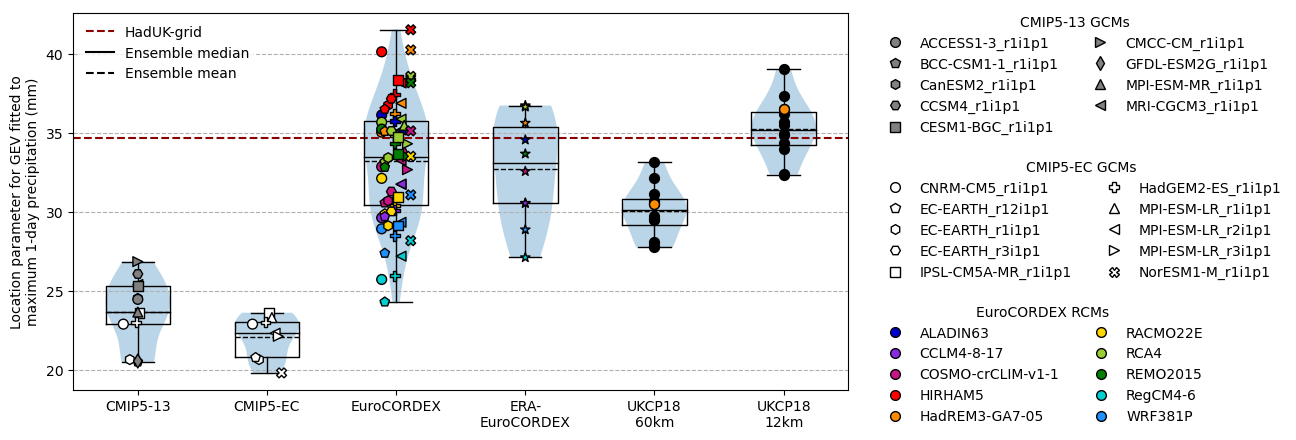 Location parameter for GEV fitted to
maximum 1-day precipitation (mm)
40
35
30
25
20
HadUK-grid
Ensemble median
Ensemble mean
CMIP5-13
CMIP5-EC
EuroCORDEX
ERA-
EuroCORDEX
UKCP18
60km
UKCP18
12km
CMIP5-13 GCMs
ACCESS1-3_r1i1p1
BCC-CSM1-1_r1i1p1
CanESM2_r1i1p1
CCSM4_r1i1p1
CESM1-BGC_r1i1p1
CMCC-CM_r1i1p1
GFDL-ESM2G_r1i1p1
MPI-ESM-MR_r1i1p1
MRI-CGCM3_r1i1p1
CMIP5-EC GCMs
CNRM-CM5_r1i1p1
EC-EARTH_r12i1p1
EC-EARTH_r1i1p1
EC-EARTH_r3i1p1
IPSL-CM5A-MR_r1i1p1
HadGEM2-ES_r1i1p1
MPI-ESM-LR_r1i1p1
MPI-ESM-LR_r2i1p1
MPI-ESM-LR_r3i1p1
NorESM1-M_r1i1p1
EuroCORDEX RCMs
ALADIN63
CCLM4-8-17
COSMO-crCLIM-v1-1
HIRHAM5
HadREM3-GA7-05
RACMO22E
RCA4
REMO2015
RegCM4-6
WRF381P